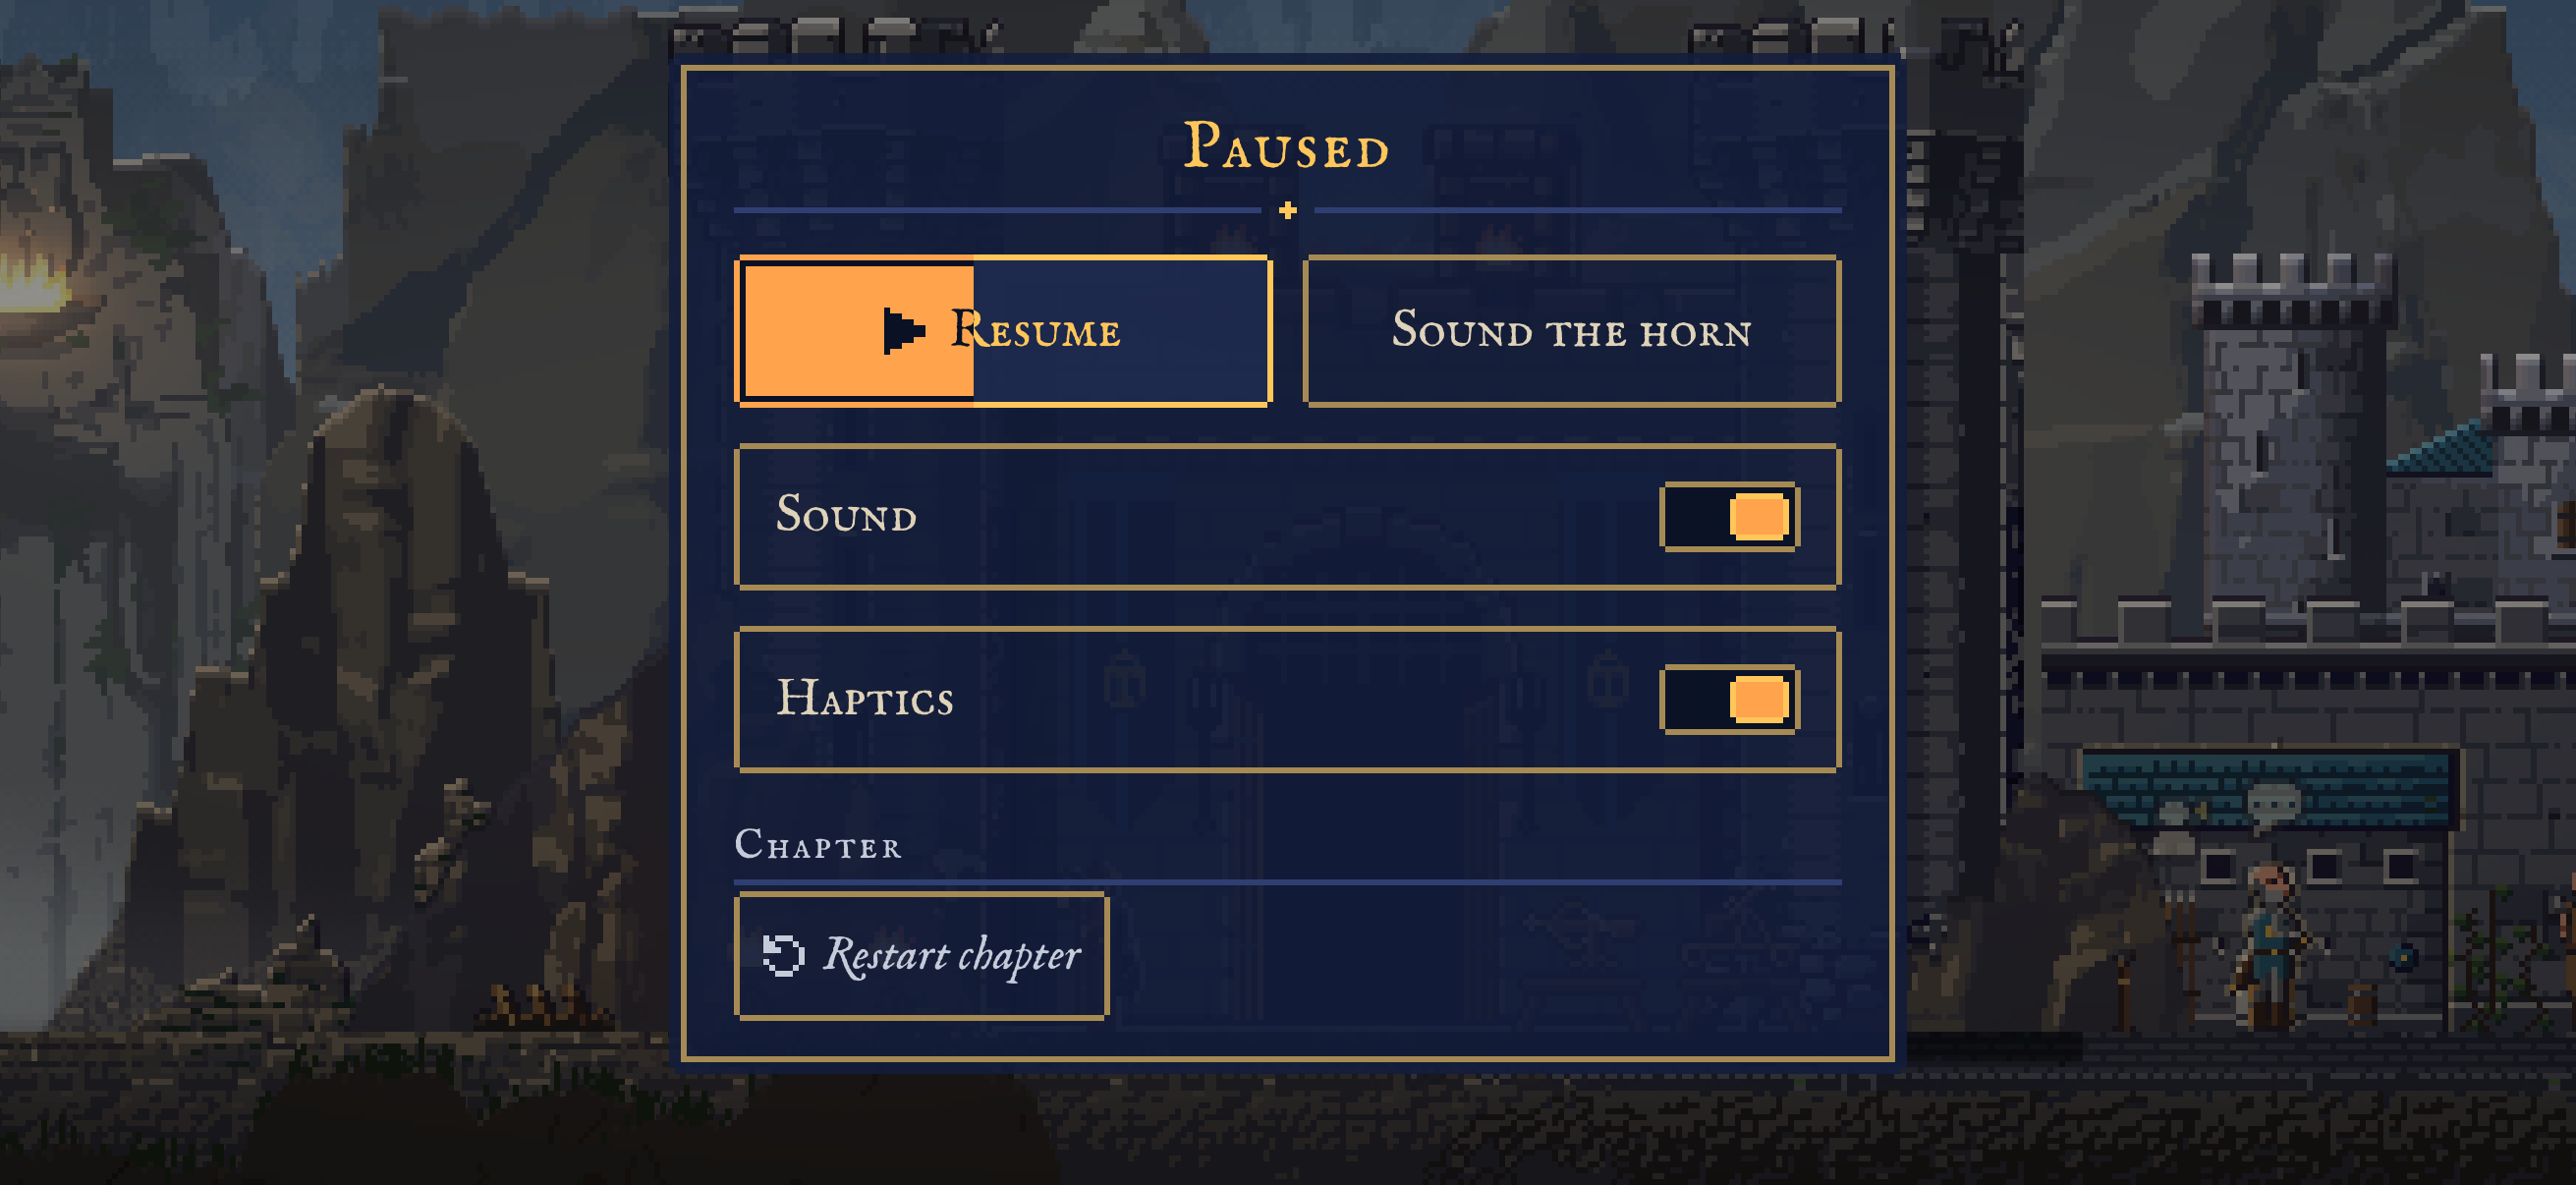 Paused
Resume
Sound the horn
Sound
Haptics
Chapter
Restart chapter